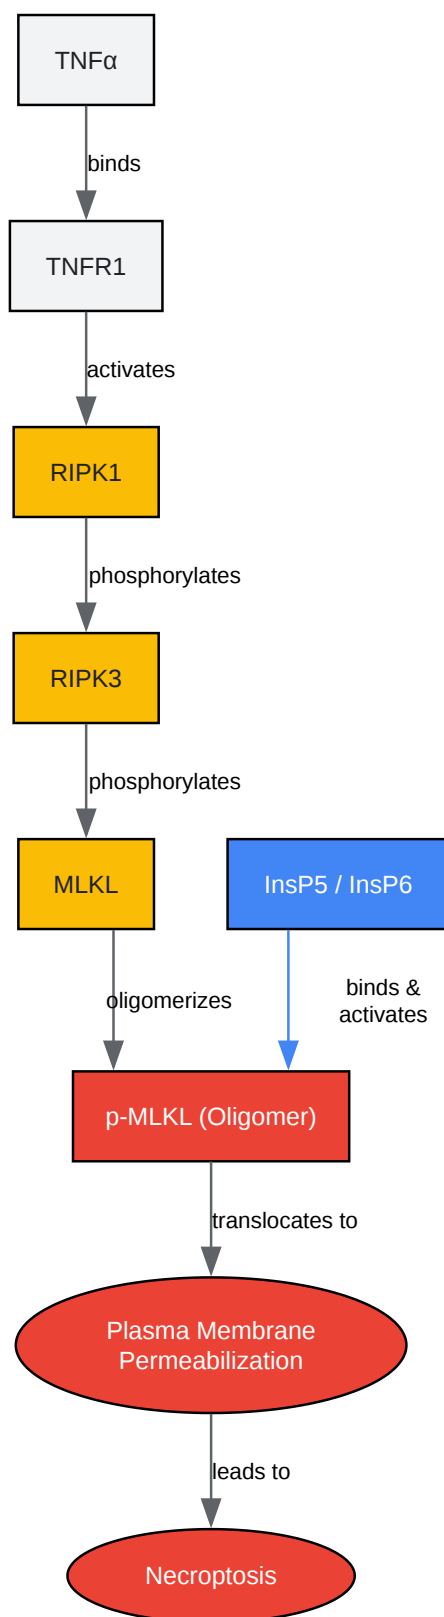 TNFα
binds
TNFR1
activates
RIPK1
phosphorylates
RIPK3
phosphorylates
MLKL
InsP5 / InsP6
oligomerizes
binds &
activates
p-MLKL (Oligomer)
translocates to
Plasma Membrane
Permeabilization
leads to
Necroptosis